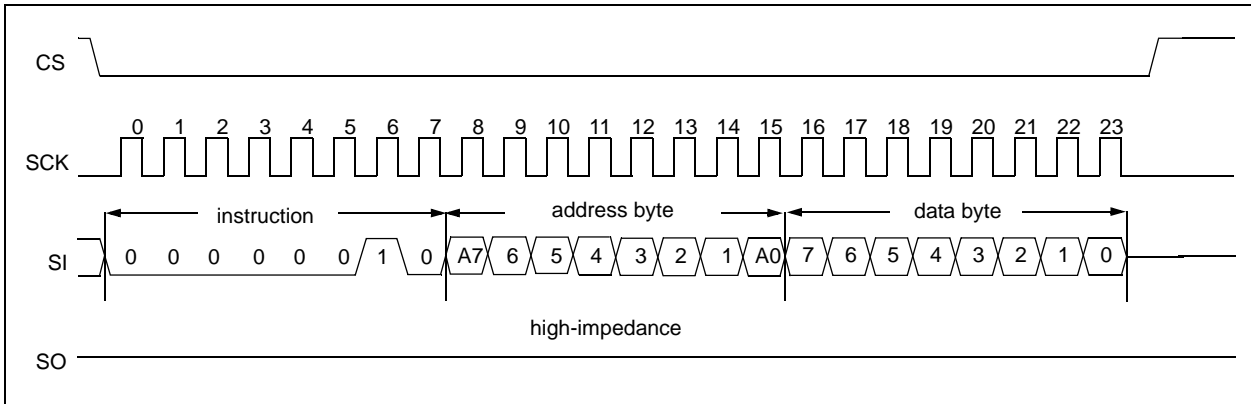 CS
0 1 2 3 4 5 6 7 8 9 10 11 12 13 14 15 16 17 18 19 20 21 22 23
SCK
instruction address byte data byte
SI 0 0 0 0 0 0 1 0 A7 6 5 4 3 2 1 A0 7 6 5 4 3 2 1 0
high-impedance
SO